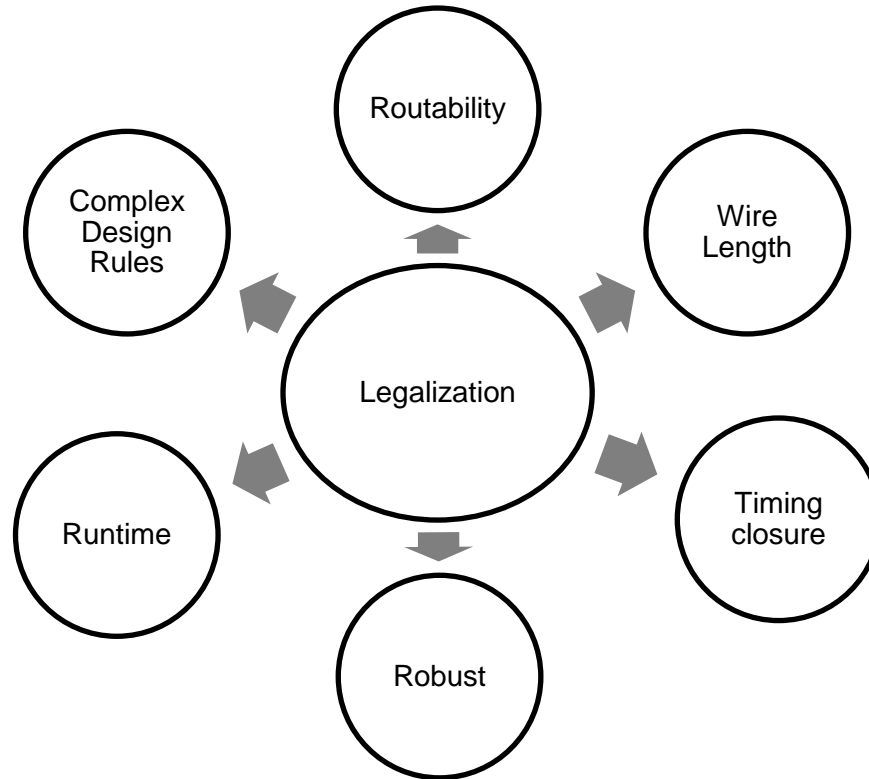 Routability
Complex
Design
Rules
Wire
Length
Legalization
Timing
closure
Runtime
Robust